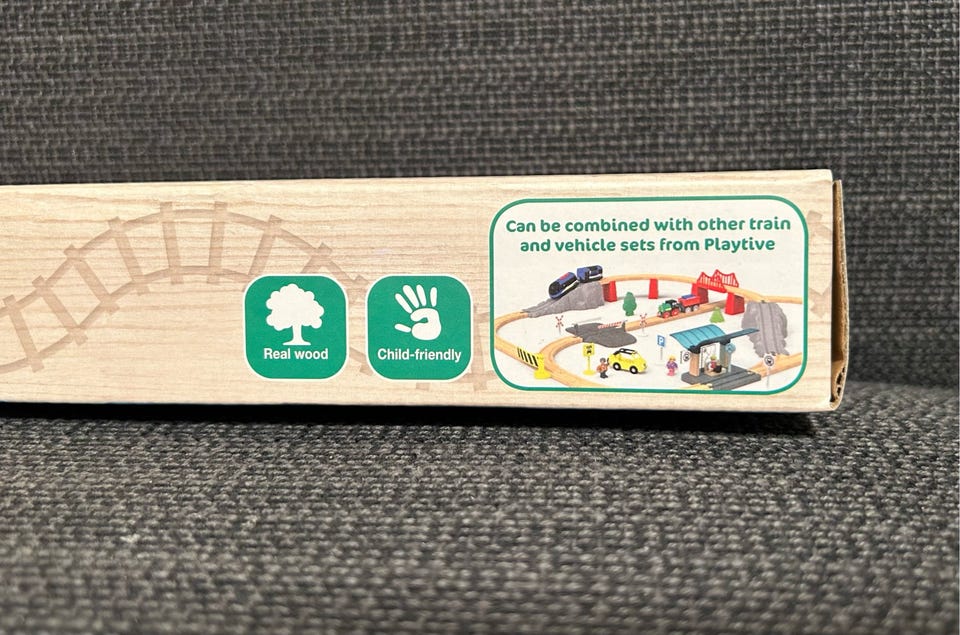 Real wood
Child-friendly
Can be combined with other train
and vehicle sets from Playtive
P